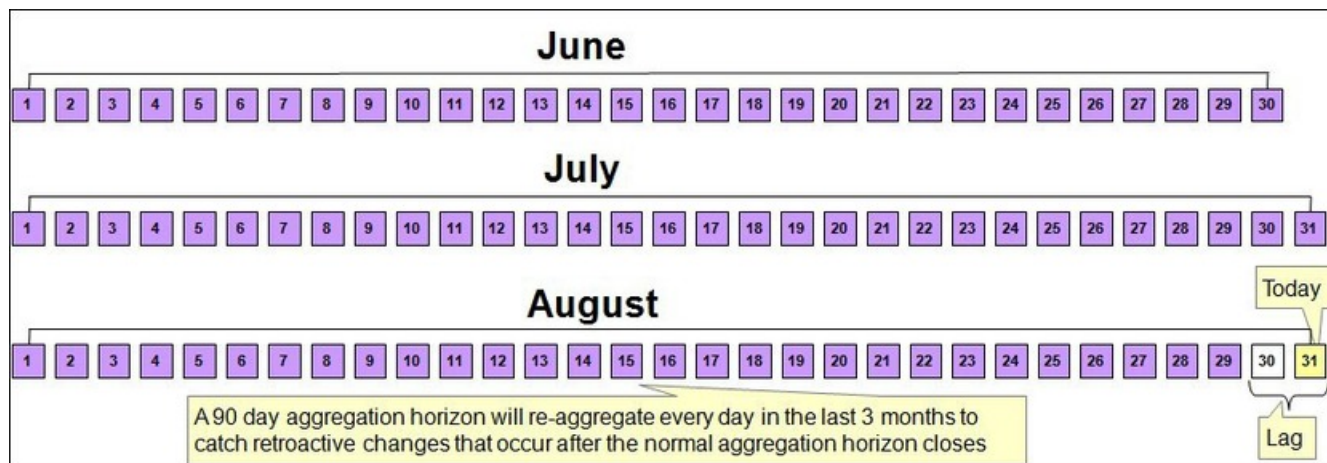 June
1 2 3 4 5 6 7 8 9 10 11 12 13 14 15 16 17 18 19 20 21 22 23 24 25 26 27 28 29 30
July
1 2 3 4 5 6 7 8 9 10 11 12 13 14 15 16 17 18 19 20 21 22 23 24 25 26 27 28 29 30 31
August
Today
1 2 3 4 5 6 7 8 9 10 11 12 13 14 15 16 17 18 19 20 21 22 23 24 25 26 27 28 29 30 31
A 90 day aggregation horizon will re-aggregate every day in the last 3 months to
catch retroactive changes that occur after the normal aggregation horizon closes
Lag